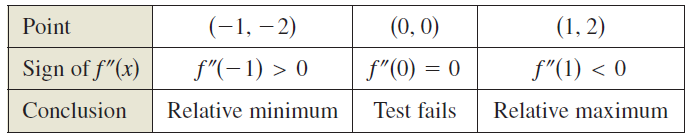 Point (−1, −2) (0, 0) (1, 2)
Sign of f″(x) f″(−1) > 0 f″(0) = 0 f″(1) < 0
Conclusion Relative minimum Test fails Relative maximum